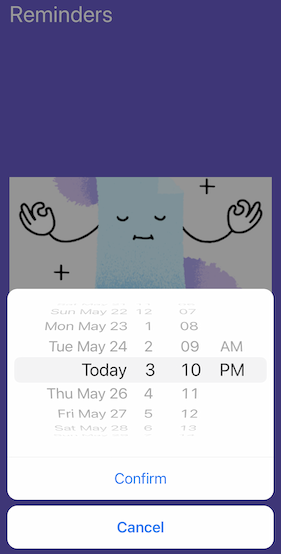 Reminders
Sun May 22 12 07
Mon May 23 1 08
Tue May 24 2 09 AM
Today 3 10 PM
Thu May 26 4 11
Fri May 27 5 12
Sat May 28 6 13
Confirm
Cancel